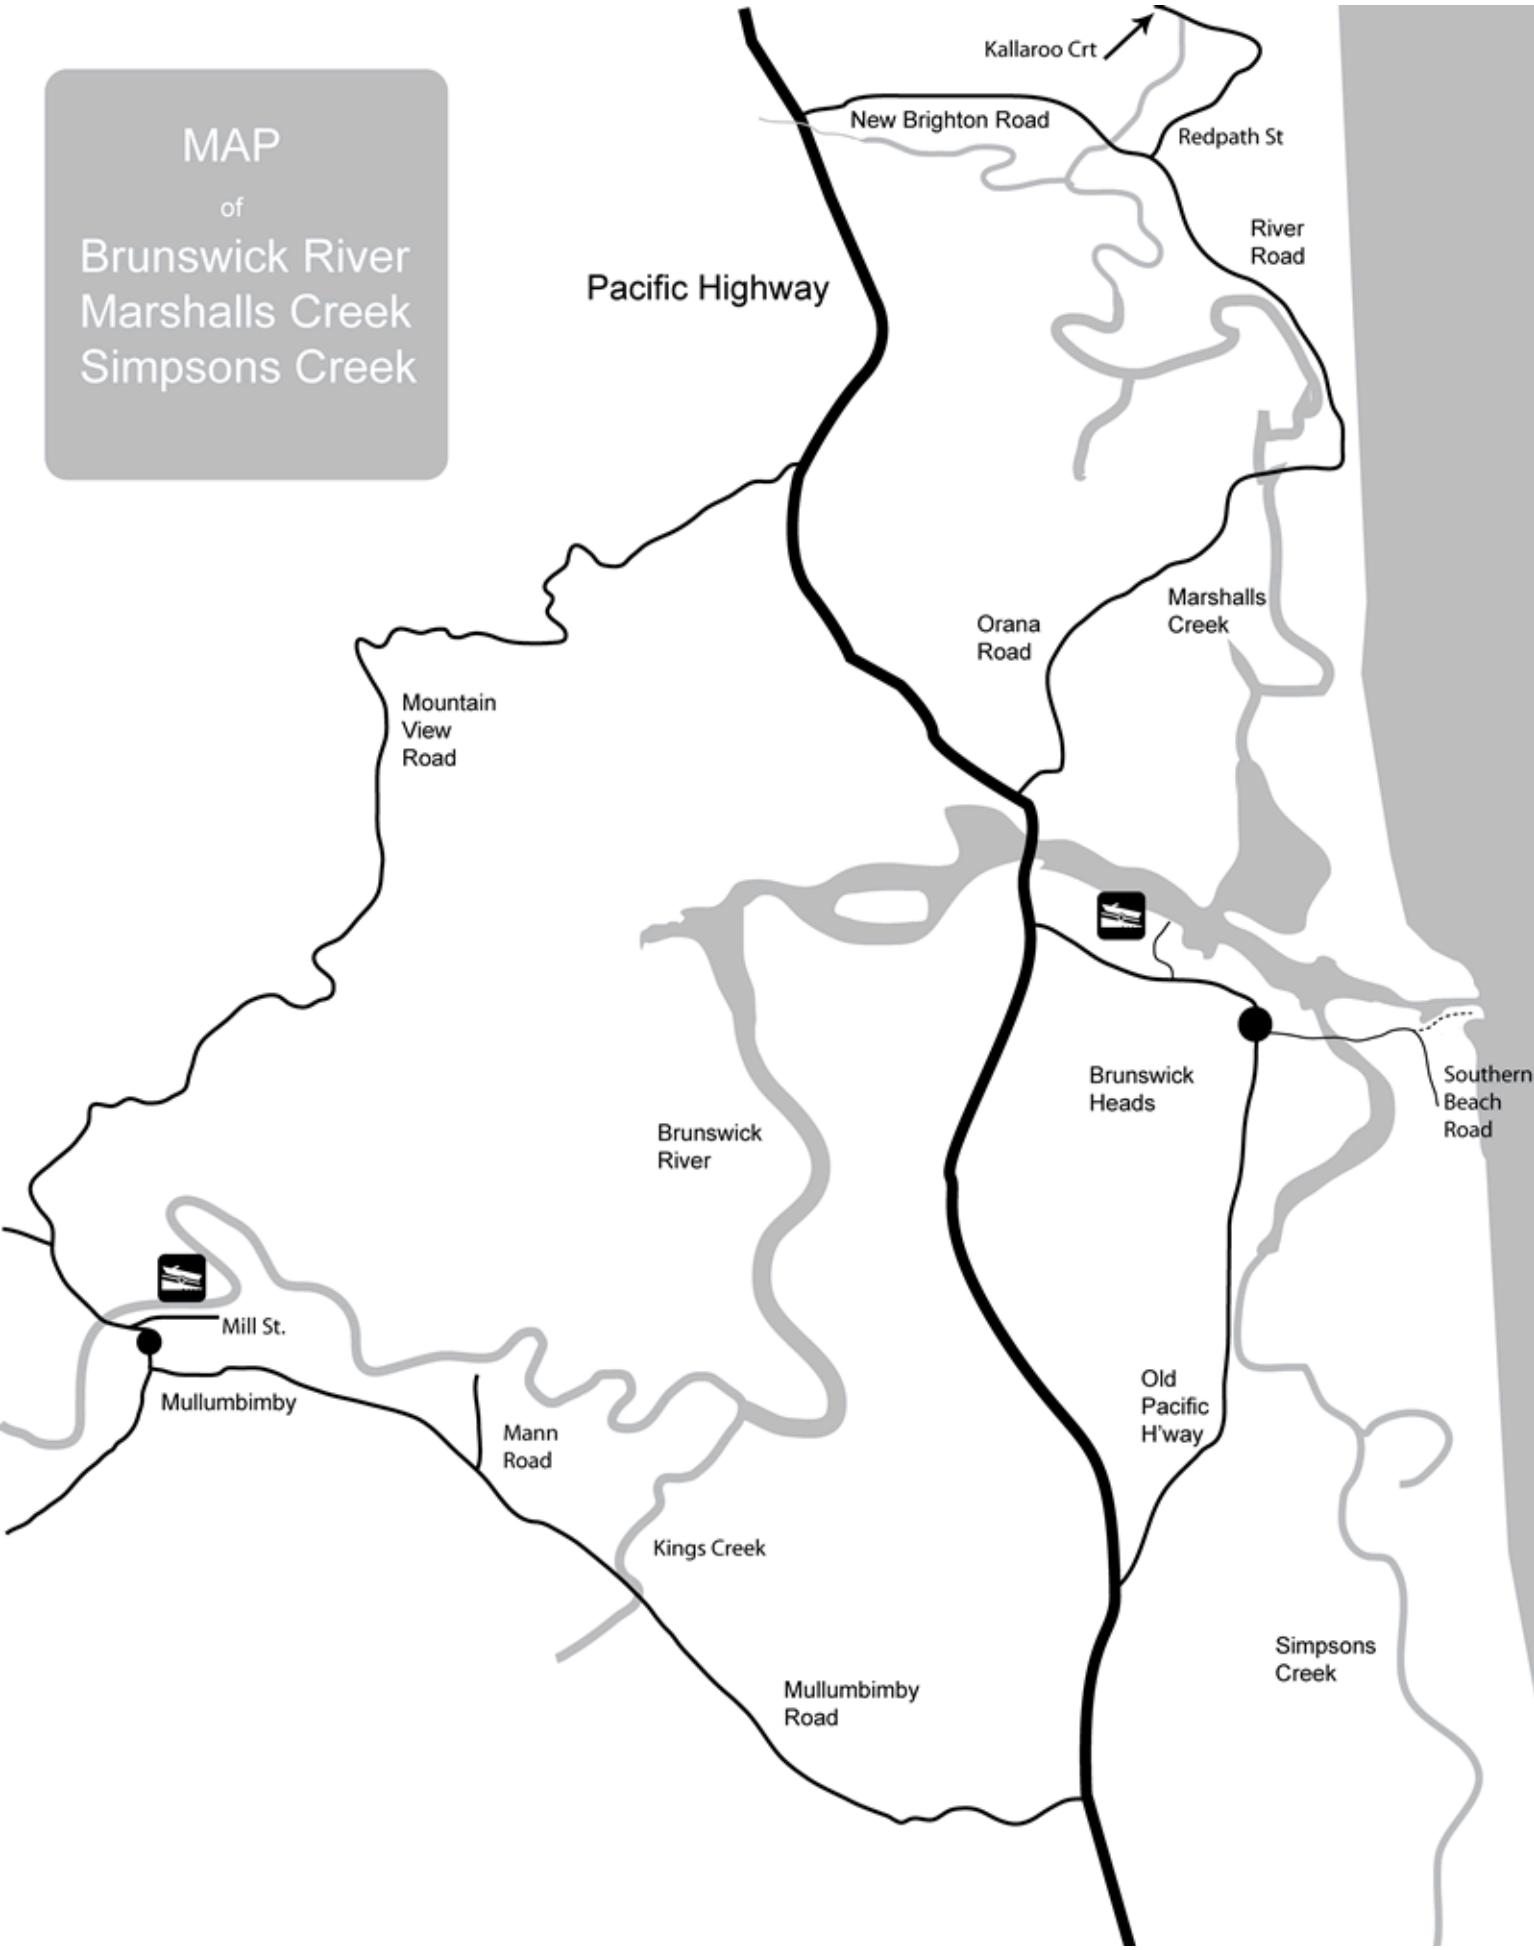 Kallaroo Crt
MAP
of
Brunswick River
Marshalls Creek
Simpsons Creek
New Brighton Road
Redpath St
River
Road
Pacific Highway
Marshalls
Creek
Orana
Road
Mountain
View
Road
Brunswick
Heads
Southern
Beach
Road
Brunswick
River
Mill St.
Mullumbimby
Old
Pacific
H'way
Mann
Road
Kings Creek
Simpsons
Creek
Mullumbimby
Road